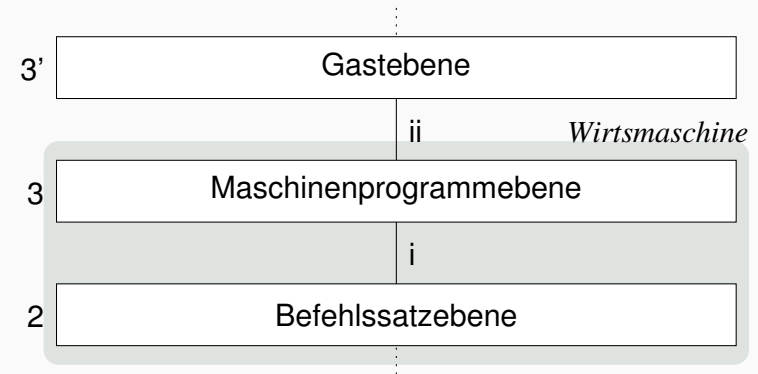 3' Gastebene
ii Wirtsmaschine
3 Maschinenprogrammebene
i
2 Befehlssatzebene